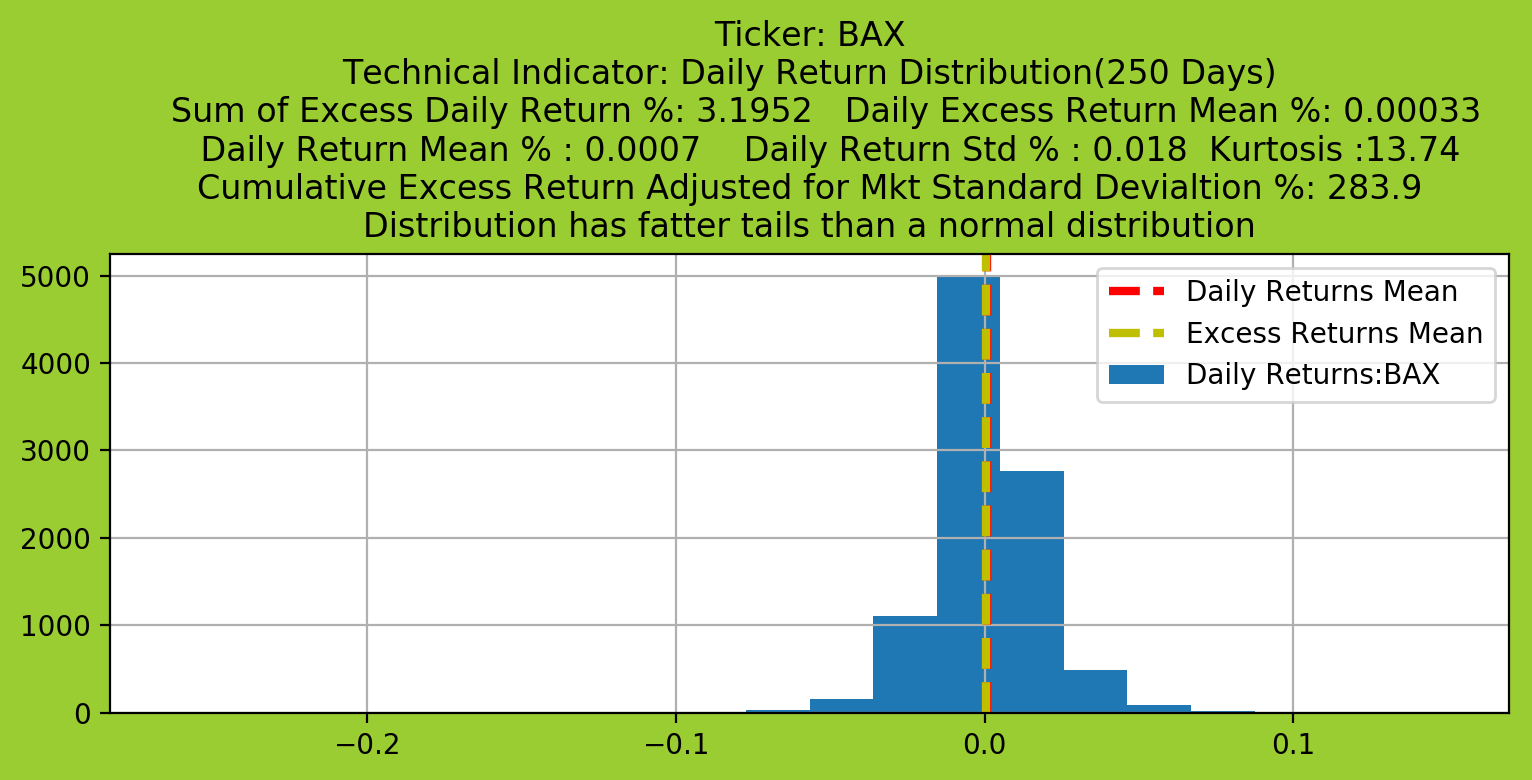 Ticker: BAX
Technical Indicator: Daily Return Distribution(250 Days)
Sum of Excess Daily Return %: 3.1952   Daily Excess Return Mean %: 0.00033
Daily Return Mean % : 0.0007    Daily Return Std % : 0.018  Kurtosis :13.74
Cumulative Excess Return Adjusted for Mkt Standard Devialtion %: 283.9
Distribution has fatter tails than a normal distribution
5000
4000
3000
2000
1000
0
Daily Returns Mean
Excess Returns Mean
Daily Returns:BAX
−0.2 −0.1 0.0 0.1